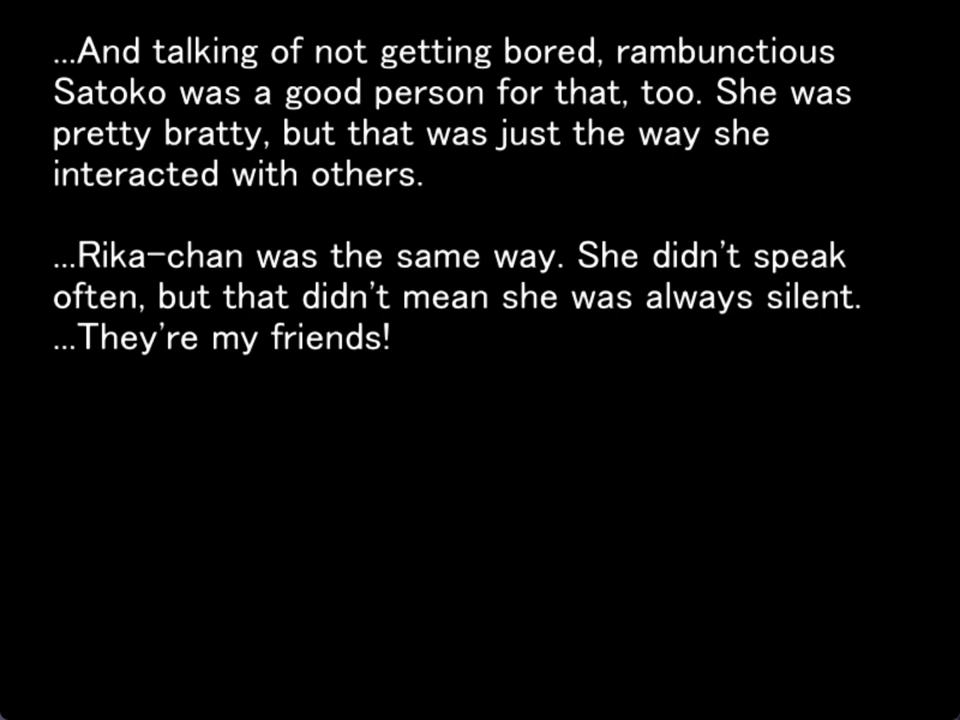 ...And talking of not getting bored, rambunctious
Satoko was a good person for that, too. She was
pretty bratty, but that was just the way she
interacted with others.
...Rika-chan was the same way. She didn't speak
often, but that didn't mean she was always silent.
...They're my friends!